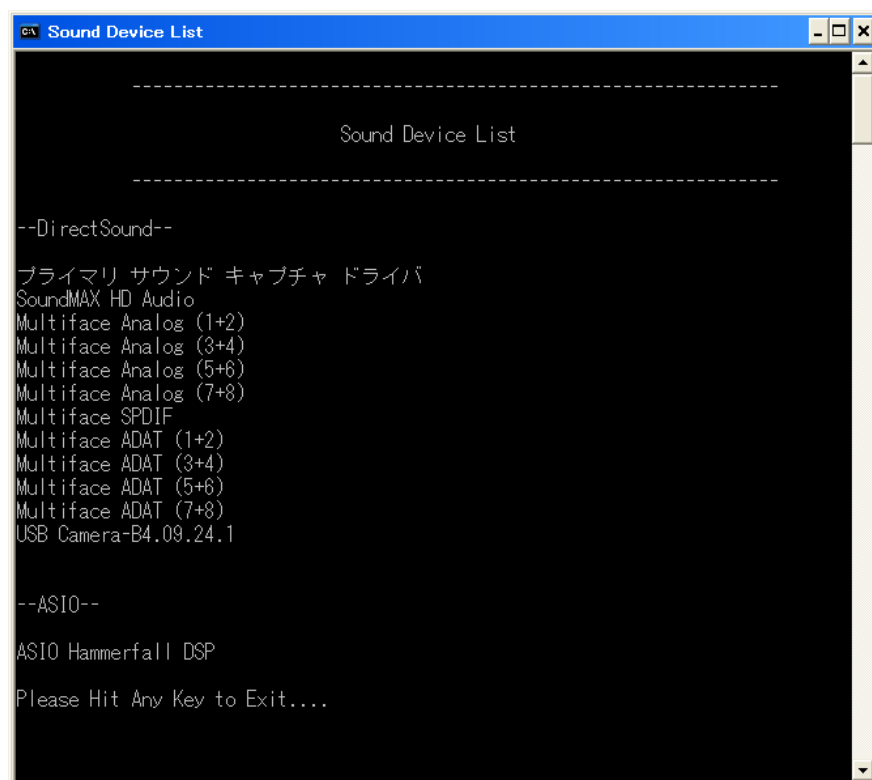 Sound Device List
------------------------------------------------------------
Sound Device List
------------------------------------------------------------
--DirectSound--
プライマリ サウンド キャプチャ ドライバ
SoundMAX HD Audio
Multiface Analog (1+2)
Multiface Analog (3+4)
Multiface Analog (5+6)
Multiface Analog (7+8)
Multiface SPDIF
Multiface ADAT (1+2)
Multiface ADAT (3+4)
Multiface ADAT (5+6)
Multiface ADAT (7+8)
USB Camera-B4.09.24.1
--ASIO--
ASIO Hammerfall DSP
Please Hit Any Key to Exit....